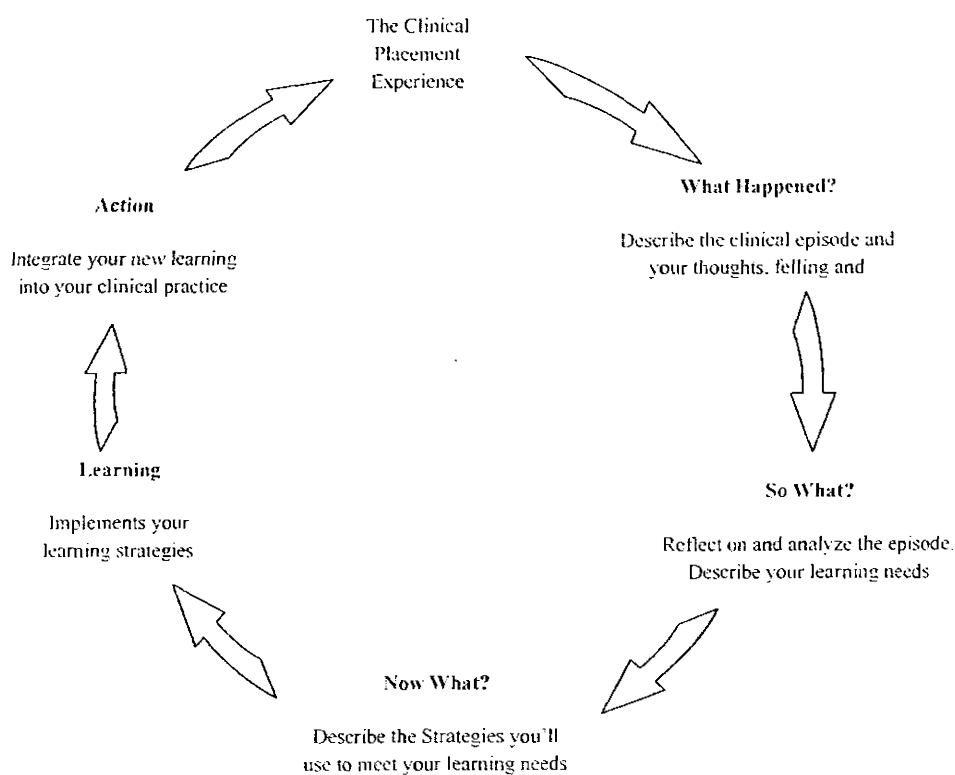 The Clinical
Placement
Experience
What Happened?
Describe the clinical episode and
your thoughts. felling and
So What?
Reflect on and analyze the episode.
Describe your learning needs
Now What?
Describe the Strategies you'll
use to meet your learning needs
Learning
Implements your
learning strategies
Action
Integrate your new learning
into your clinical practice